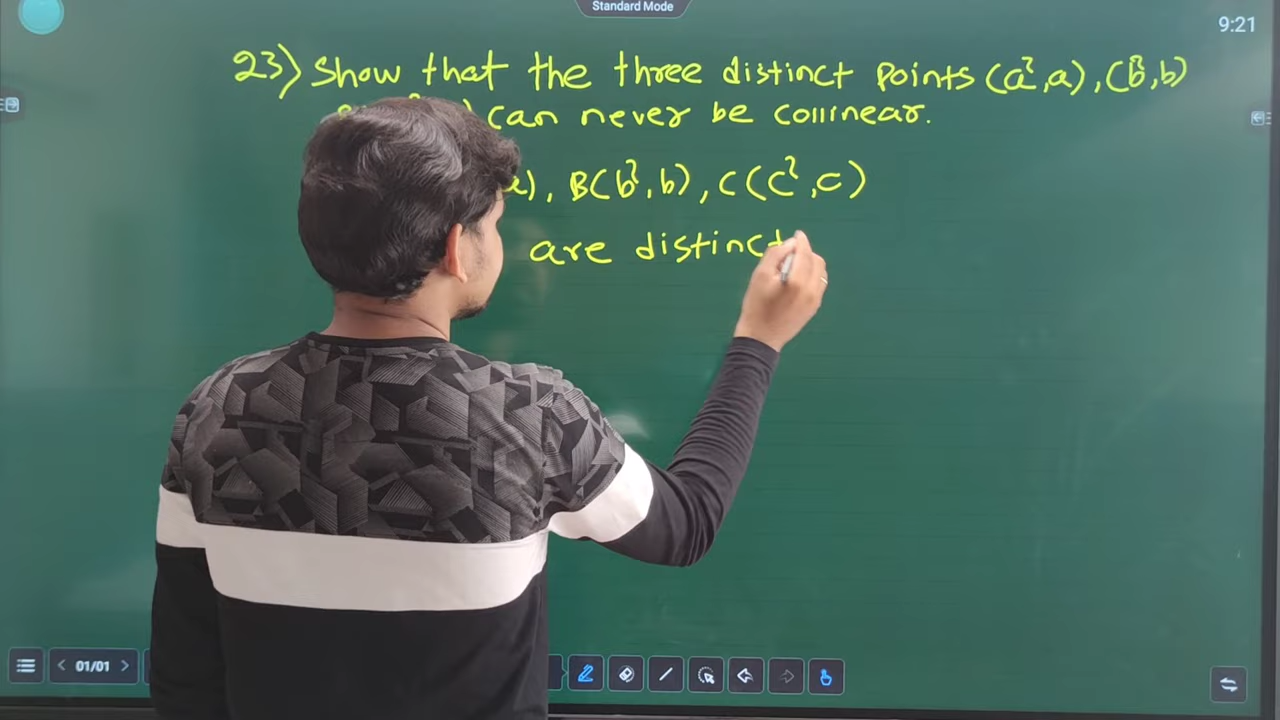 Standard Mode
9:21
23) Show that the three distinct points (a², a), (b², b)
can never be collinear.
a), B(b², b), C(c², c)
are distinct
01/01